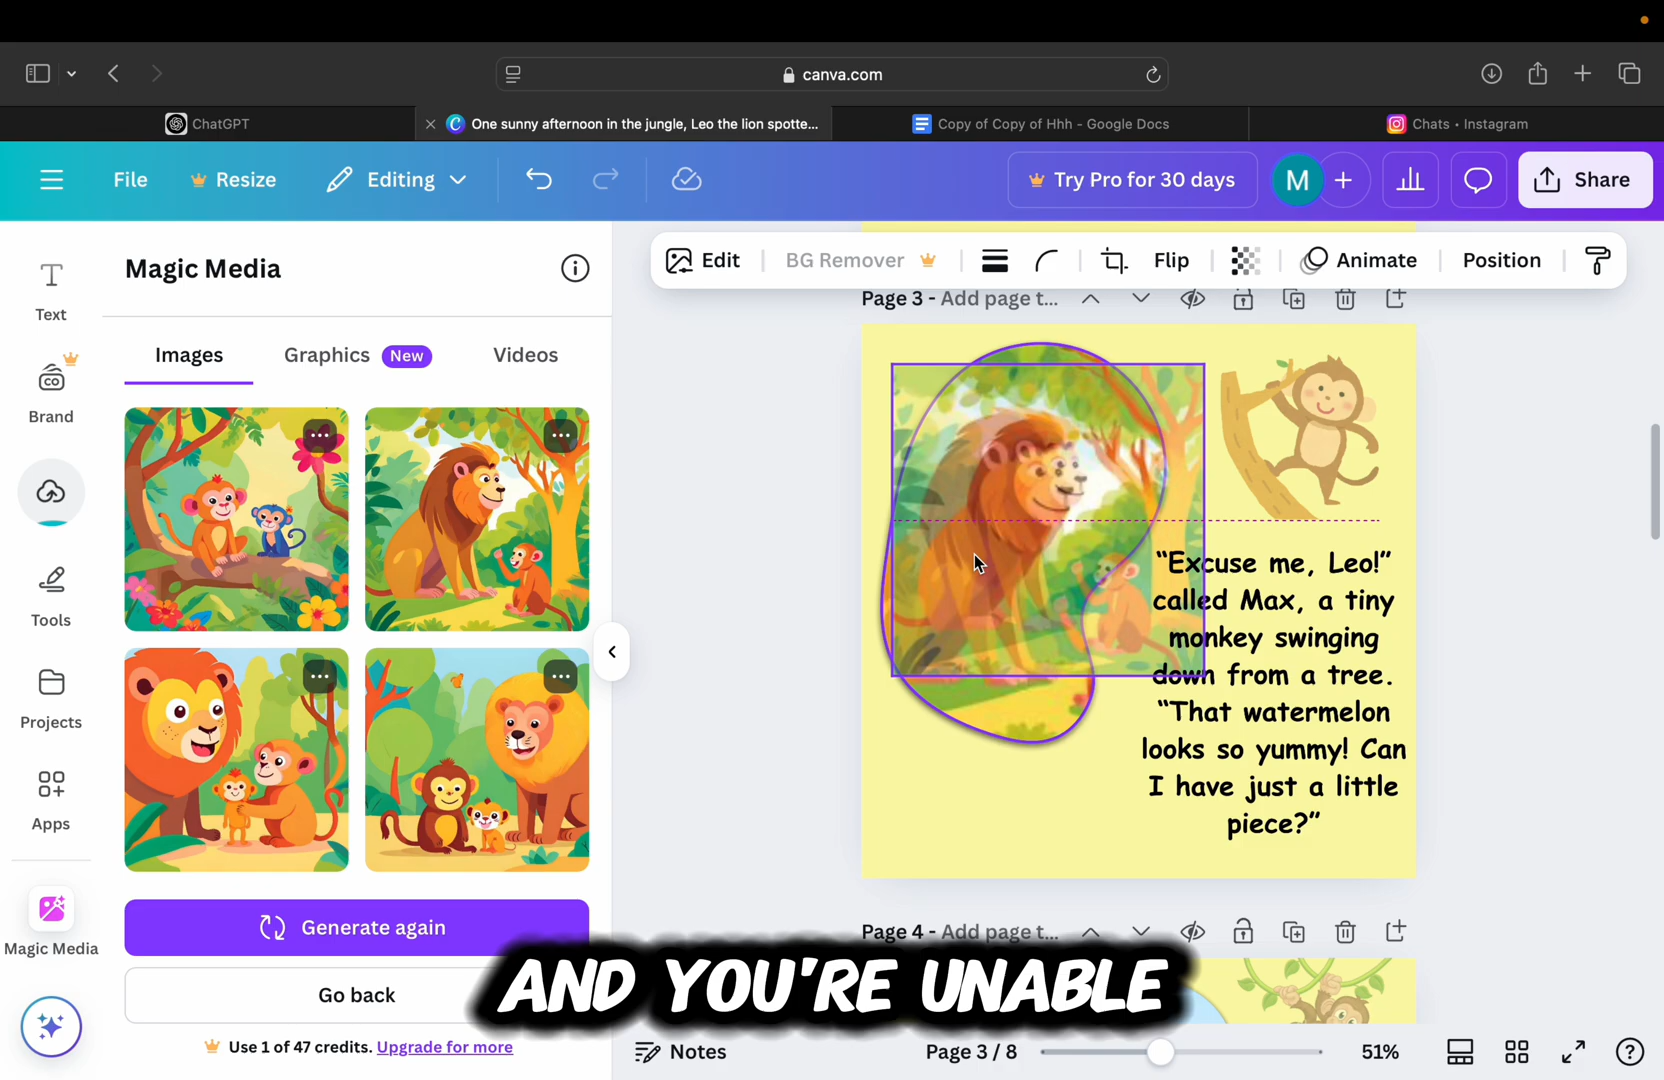 canva.com
ChatGPT
One sunny afternoon in the jungle, Leo the lion spotte...
Copy of Copy of Hhh - Google Docs
Chats • Instagram
File
Resize
Editing
Try Pro for 30 days
M
Share
Text
Brand
Tools
Projects
Apps
Magic Media
Magic Media
Images
Graphics
New
Videos
Generate again
Go back
Use 1 of 47 credits. Upgrade for more
Edit
BG Remover
Flip
Animate
Position
Page 3 - Add page t...
“Excuse me, Leo!”
called Max, a tiny
monkey swinging
down from a tree.
“That watermelon
looks so yummy! Can
I have just a little
piece?”
Page 4 - Add page t...
AND YOU'RE UNABLE
Notes
Page 3 / 8
51%